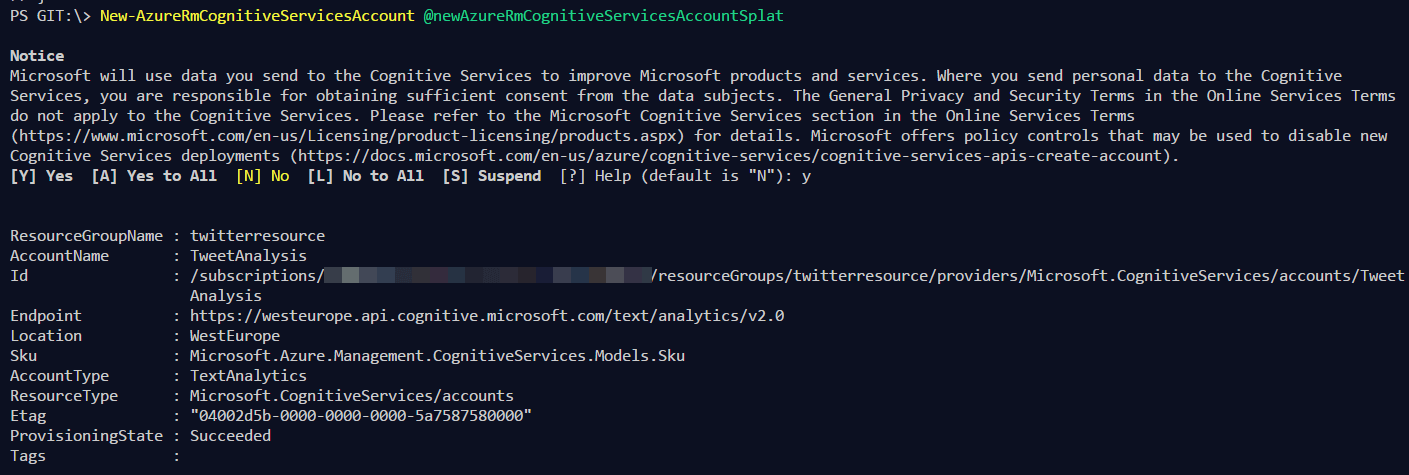 PS GIT:\> New-AzureRmCognitiveServicesAccount @newAzureRmCognitiveServicesAccountSplat
Notice
Microsoft will use data you send to the Cognitive Services to improve Microsoft products and services. Where you send personal data to the Cognitive
Services, you are responsible for obtaining sufficient consent from the data subjects. The General Privacy and Security Terms in the Online Services Terms
do not apply to the Cognitive Services. Please refer to the Microsoft Cognitive Services section in the Online Services Terms
(https://www.microsoft.com/en-us/Licensing/product-licensing/products.aspx) for details. Microsoft offers policy controls that may be used to disable new
Cognitive Services deployments (https://docs.microsoft.com/en-us/azure/cognitive-services/cognitive-services-apis-create-account).
[Y] Yes  [A] Yes to All  [N] No  [L] No to All  [S] Suspend  [?] Help (default is "N"): y
ResourceGroupName : twitterresource
AccountName       : TweetAnalysis
Id                : /subscriptions/ /resourceGroups/twitterresource/providers/Microsoft.CognitiveServices/accounts/Tweet
Analysis
Endpoint          : https://westeurope.api.cognitive.microsoft.com/text/analytics/v2.0
Location          : WestEurope
Sku               : Microsoft.Azure.Management.CognitiveServices.Models.Sku
AccountType       : TextAnalytics
ResourceType      : Microsoft.CognitiveServices/accounts
Etag              : "04002d5b-0000-0000-0000-5a7587580000"
ProvisioningState : Succeeded
Tags              :